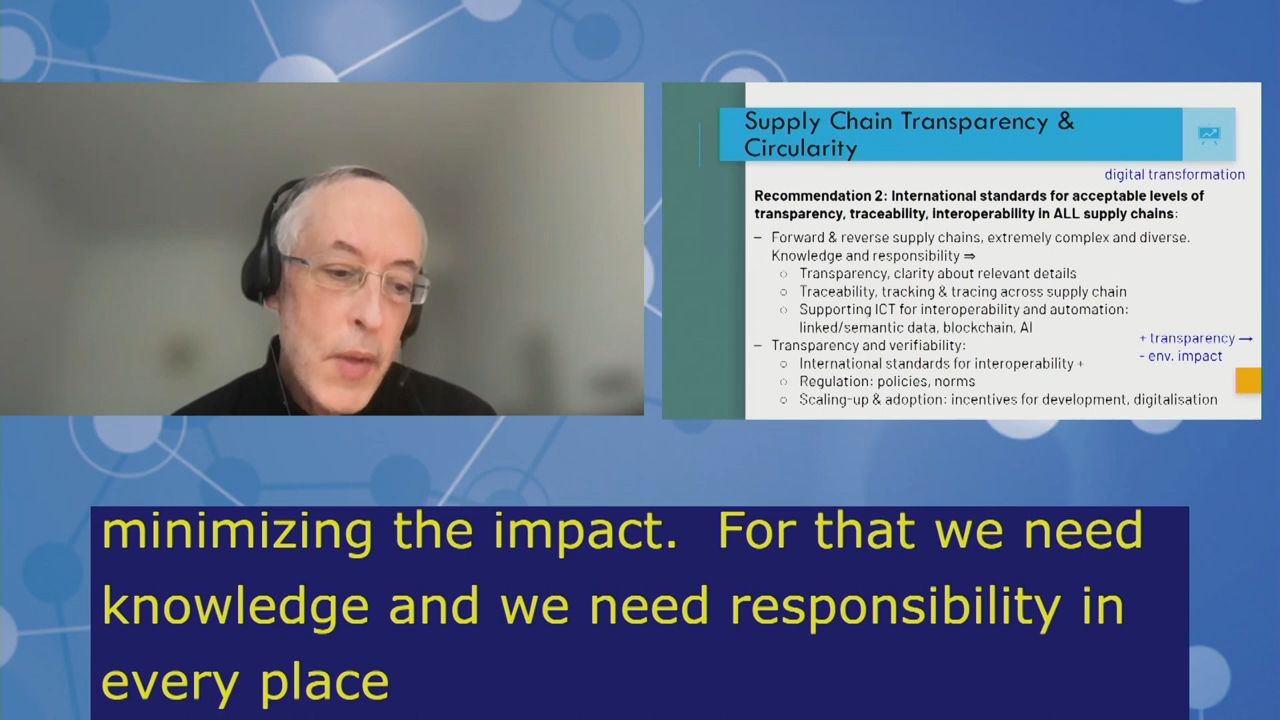 Supply Chain Transparency &
Circularity
digital transformation
Recommendation 2: International standards for acceptable levels of
transparency, traceability, interoperability in ALL supply chains:
– Forward & reverse supply chains, extremely complex and diverse.
Knowledge and responsibility ⇒
○ Transparency, clarity about relevant details
○ Traceability, tracking & tracing across supply chain
○ Supporting ICT for interoperability and automation:
linked/semantic data, blockchain, AI
+ transparency →
– Transparency and verifiability:
- env. impact
○ International standards for interoperability +
○ Regulation: policies, norms
○ Scaling-up & adoption: incentives for development, digitalisation
minimizing the impact.  For that we need
knowledge and we need responsibility in
every place